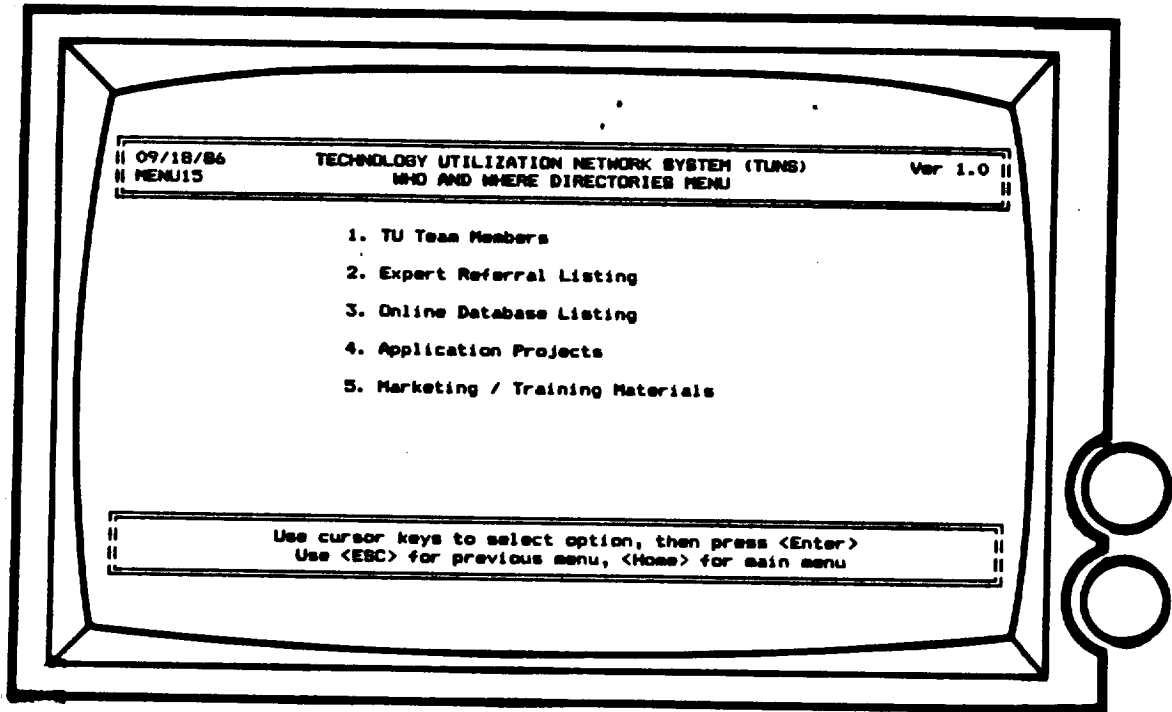 09/18/86 TECHNOLOGY UTILIZATION NETWORK SYSTEM (TUNS) Ver 1.0
MENU15 WHO AND WHERE DIRECTORIES MENU
1. TU Team Members
2. Expert Referral Listing
3. Online Database Listing
4. Application Projects
5. Marketing / Training Materials
Use cursor keys to select option, then press <Enter>
Use <ESC> for previous menu, <Home> for main menu